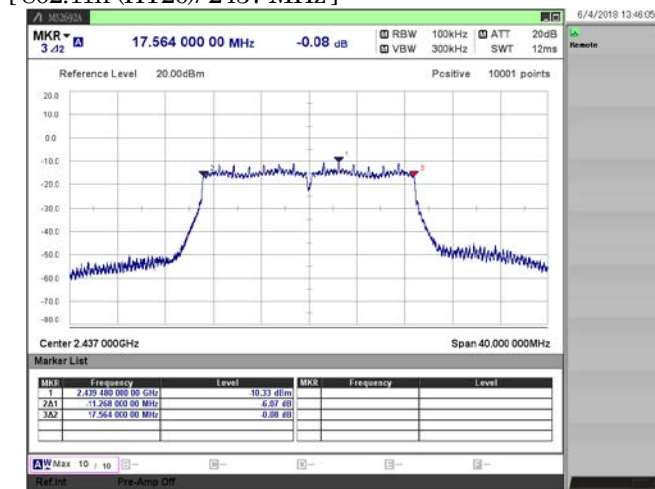 [ 802.11n (HT20)/ 2437 MHz ]
MS2692A
6/4/2018 13:46:05
MKR
3 Δ2 A 17.564 000 00 MHz -0.08 dB
M RBW 100kHz M ATT 20dB
M VBW 300kHz SWT 12ms
Remote
Reference Level 20.00dBm Positive 10001 points
20.0
10.0
0.0
-10.0
-20.0
-30.0
-40.0
-50.0
-60.0
-70.0
-80.0
2 1 3
Center 2.437 000GHz Span 40.000 000MHz
Marker List
MKR Frequency Level MKR Frequency Level
1 2.439 480 000 00 GHz -10.33 dBm
2Δ1 -11.268 000 00 MHz -6.07 dB
3Δ2 17.564 000 00 MHz -0.08 dB
A W Max 10 / 10
Ref.Int Pre-Amp Off